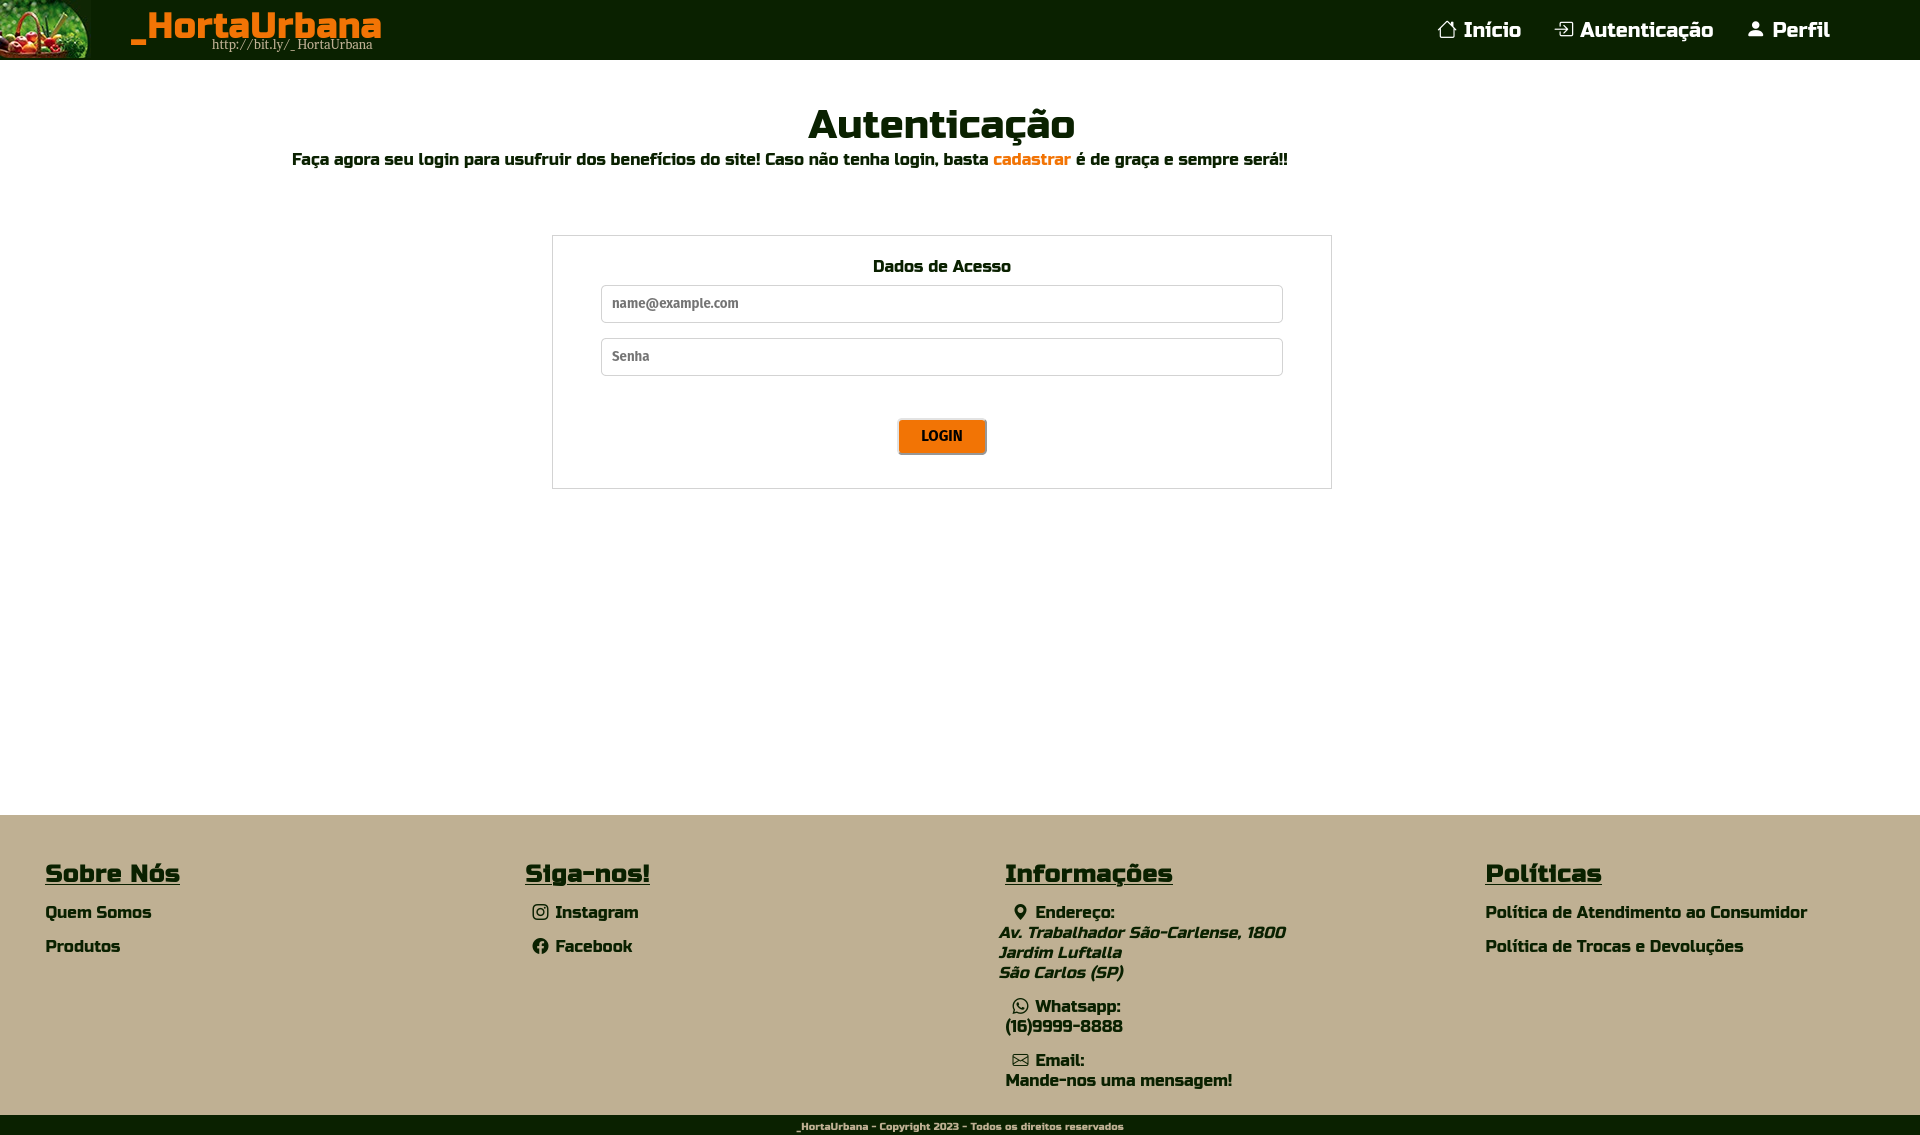 _HortaUrbana
http://bit.ly/_HortaUrbana
Início
Autenticação
Perfil
Autenticação
Faça agora seu login para usufruir dos benefícios do site! Caso não tenha login, basta cadastrar é de graça e sempre será!!
Dados de Acesso
name@example.com
Senha
LOGIN
Sobre Nós
Quem Somos
Produtos
Siga-nos!
Instagram
Facebook
Informações
Endereço:
Av. Trabalhador São-Carlense, 1800
Jardim Luftalla
São Carlos (SP)
Whatsapp:
(16)9999-8888
Email:
Mande-nos uma mensagem!
Políticas
Política de Atendimento ao Consumidor
Política de Trocas e Devoluções
_HortaUrbana - Copyright 2023 - Todos os direitos reservados